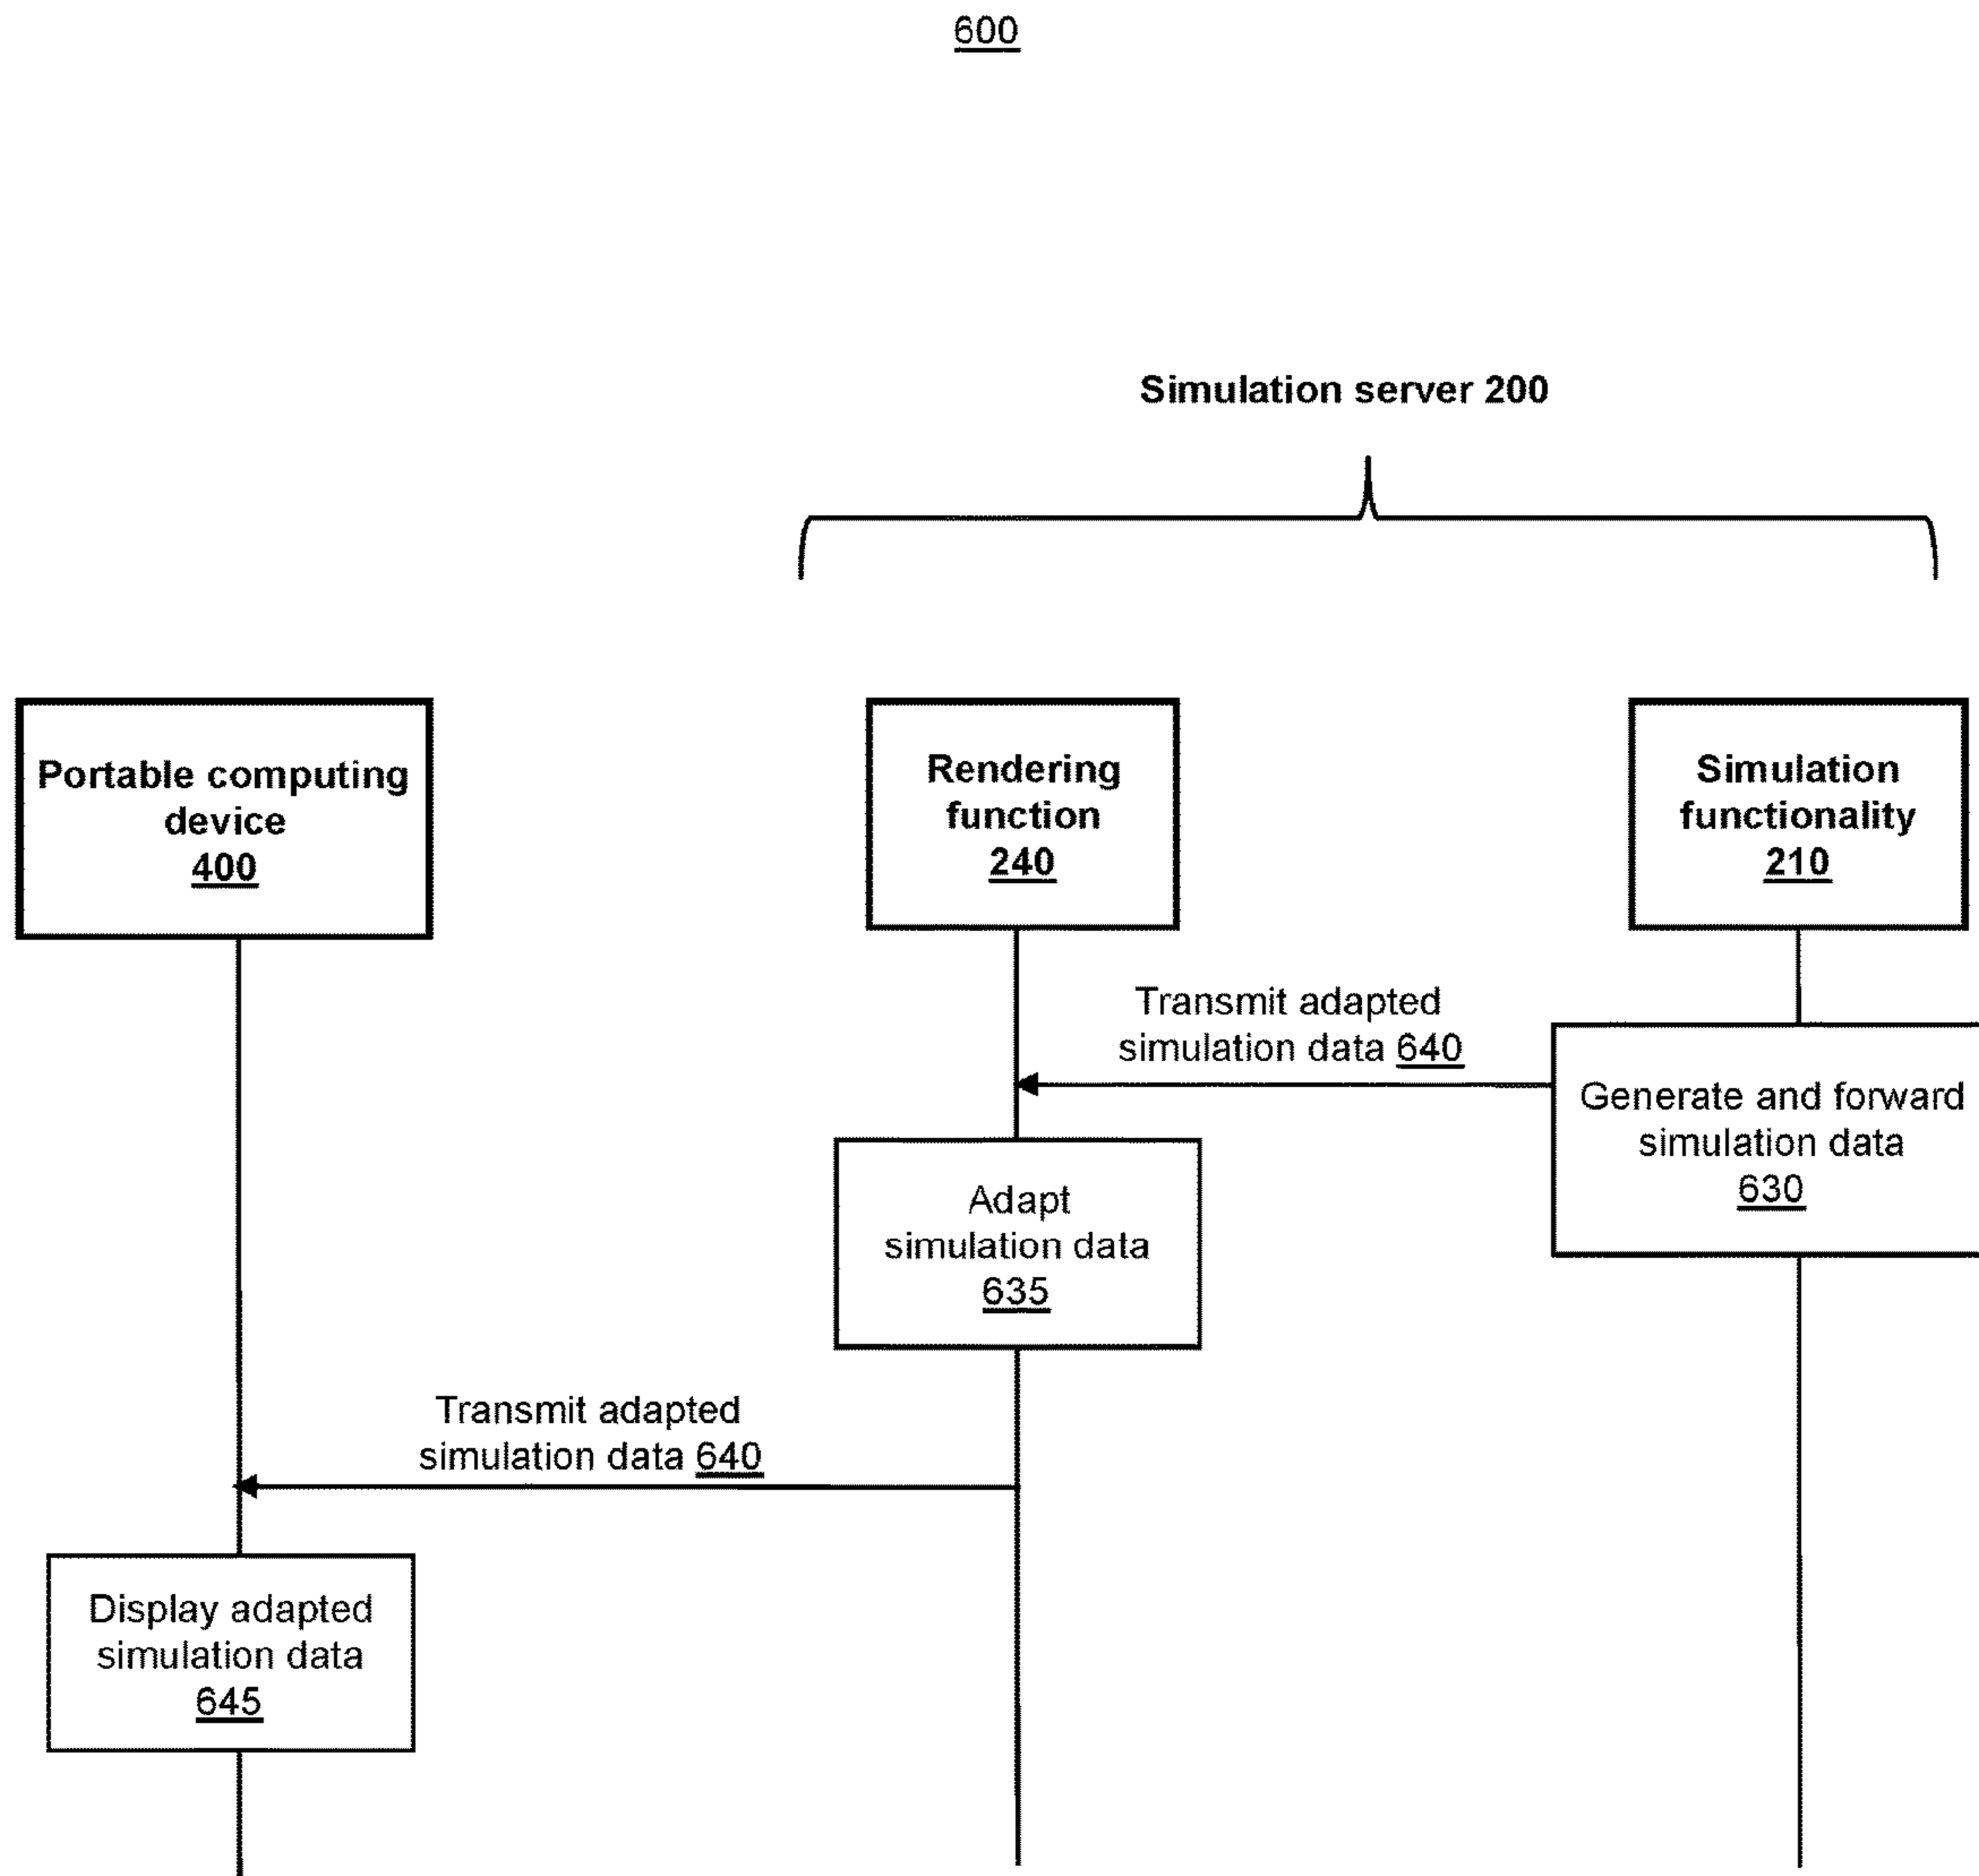 600
Simulation server 200
Portable computing
device
400
Rendering
function
240
Simulation
functionality
210
Transmit adapted
simulation data 640
Generate and forward
simulation data
630
Adapt
simulation data
635
Transmit adapted
simulation data 640
Display adapted
simulation data
645